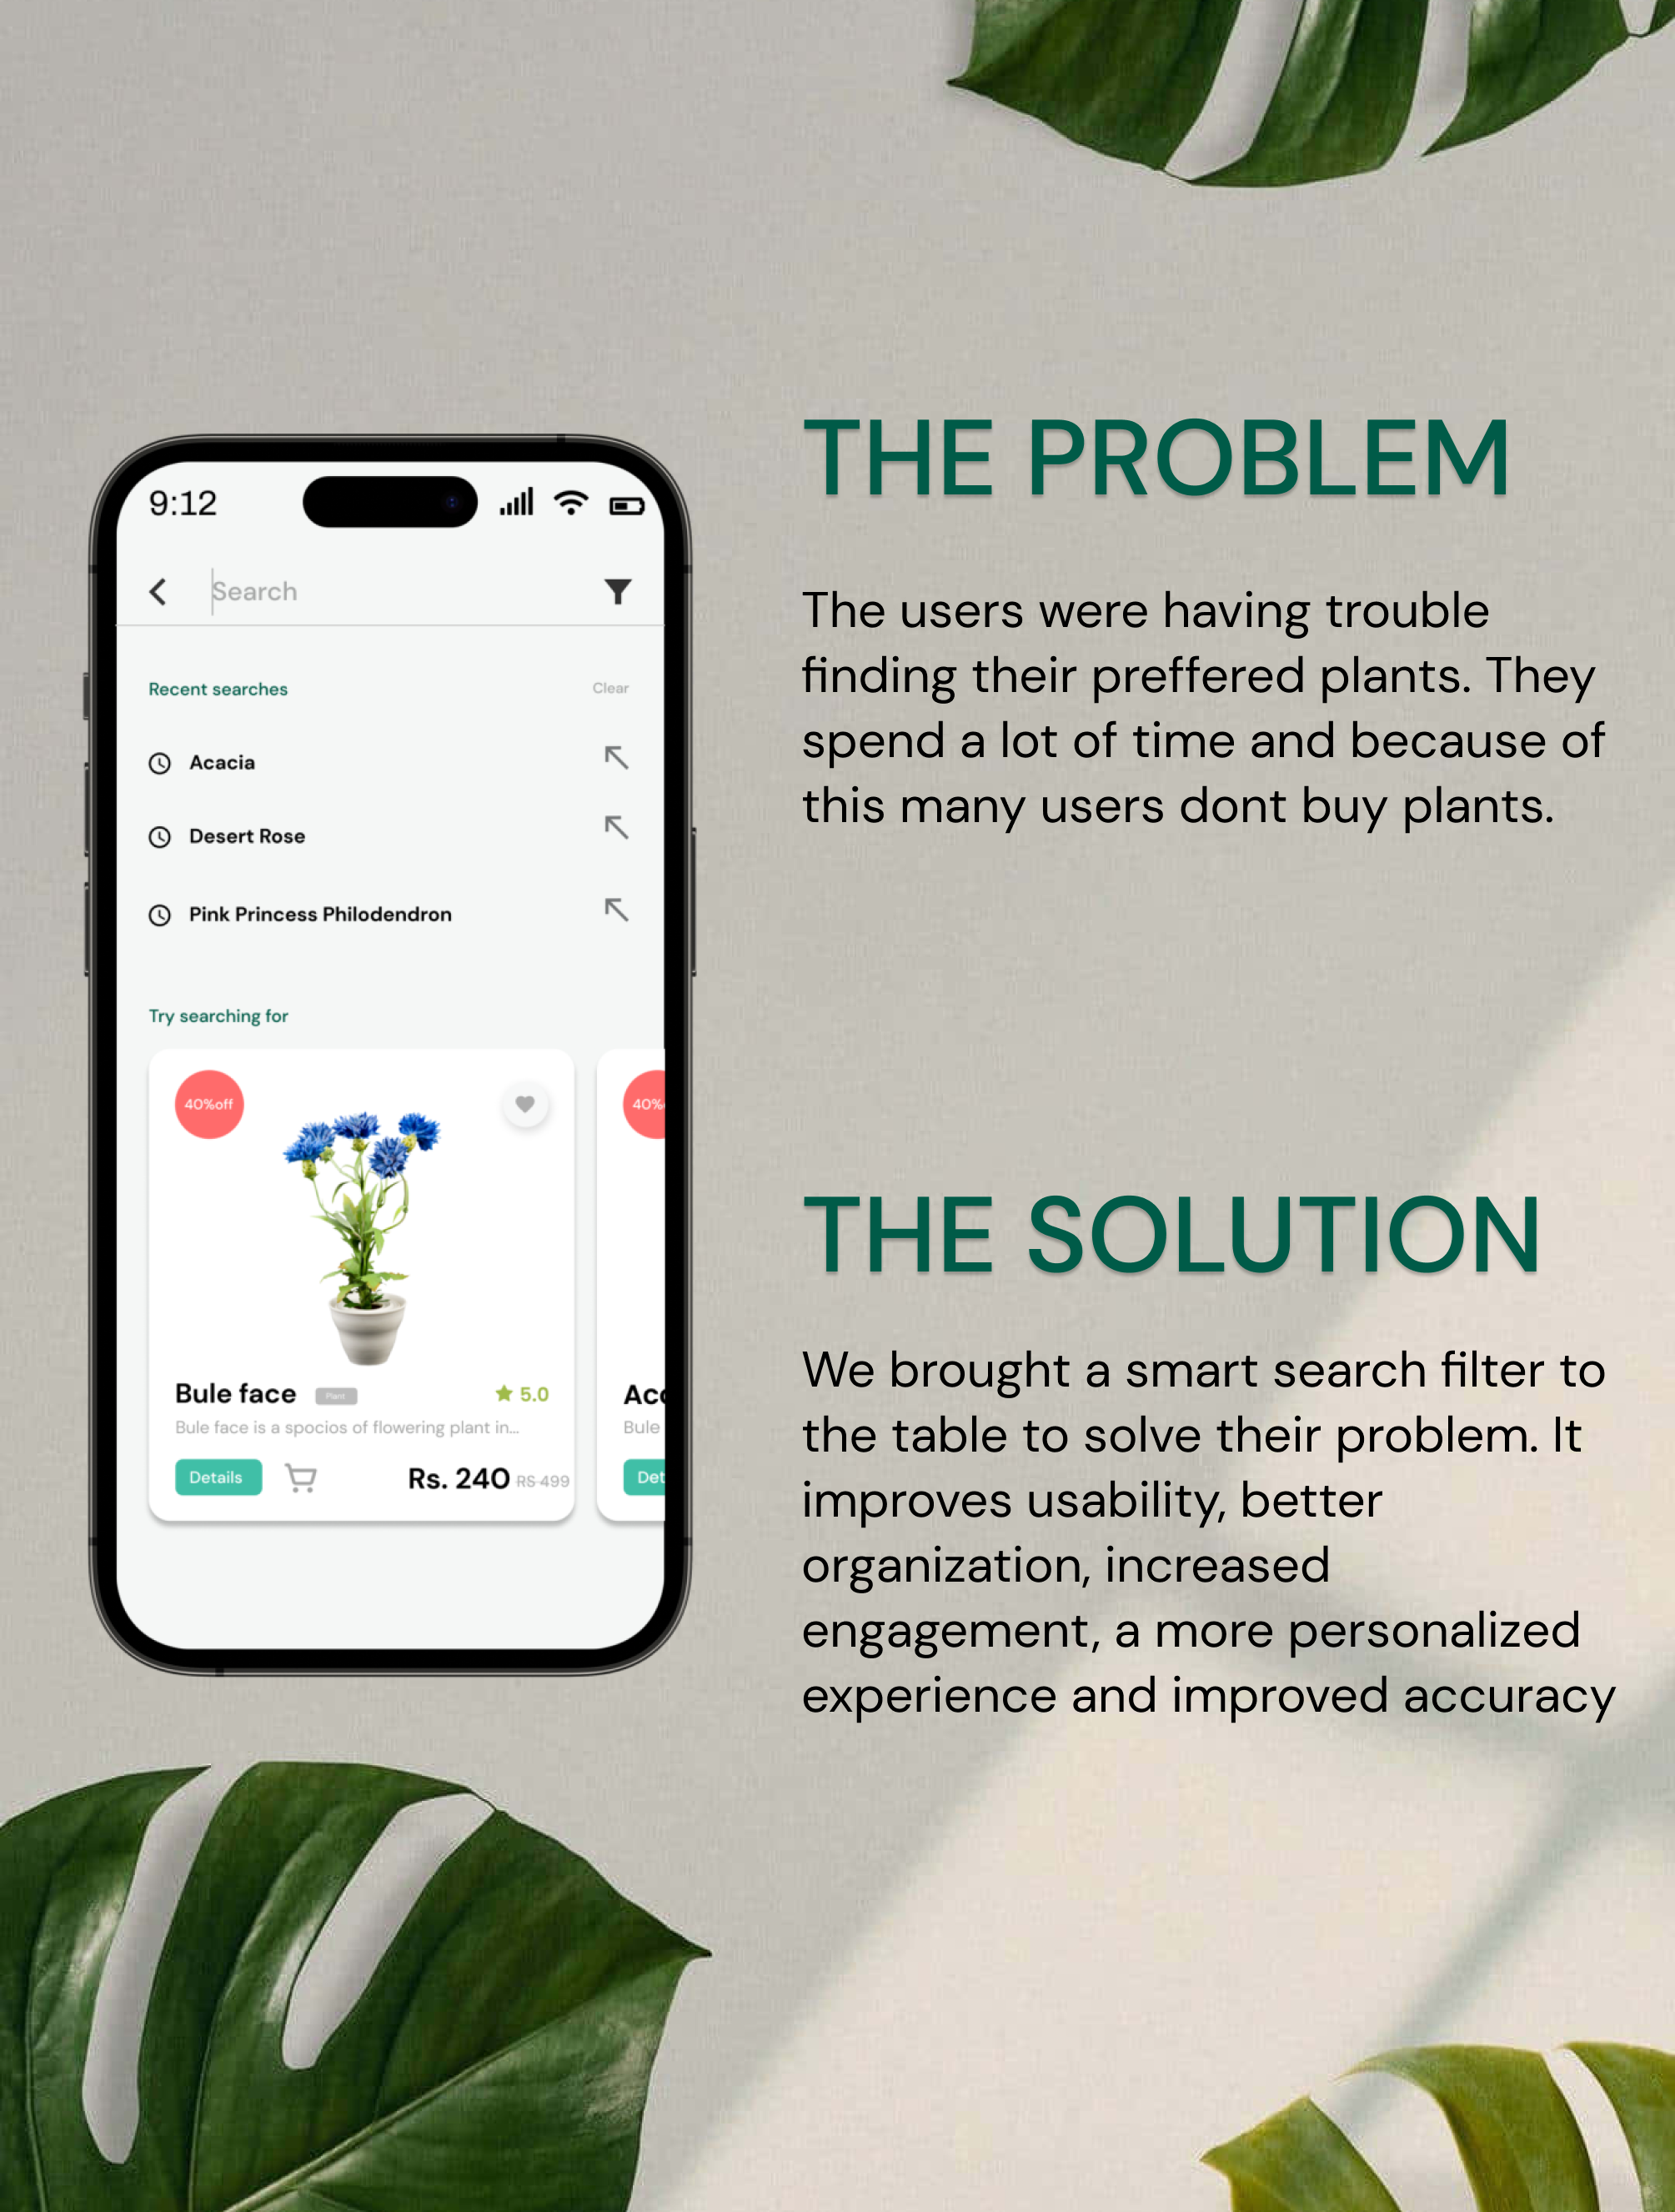 9:12
Search
Recent searches
Clear
Acacia
Desert Rose
Pink Princess Philodendron
Try searching for
40%off
40%
Bule face
Plant
5.0
Bule face is a spocios of flowering plant in...
Details
Rs. 240 RS 499
Acc
Bule
Det
THE PROBLEM
The users were having trouble
finding their preffered plants. They
spend a lot of time and because of
this many users dont buy plants.
THE SOLUTION
We brought a smart search filter to
the table to solve their problem. It
improves usability, better
organization, increased
engagement, a more personalized
experience and improved accuracy